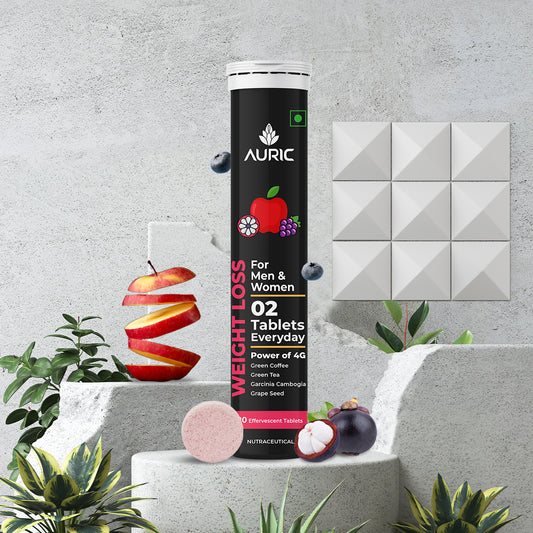 AURIC
WEIGHT LOSS
For
Men &
Women
02
Tablets
Everyday
Power of 4G
Green Coffee
Green Tea
Garcinia Cambogia
Grape Seed
Effervescent Tablets
NUTRACEUTICAL